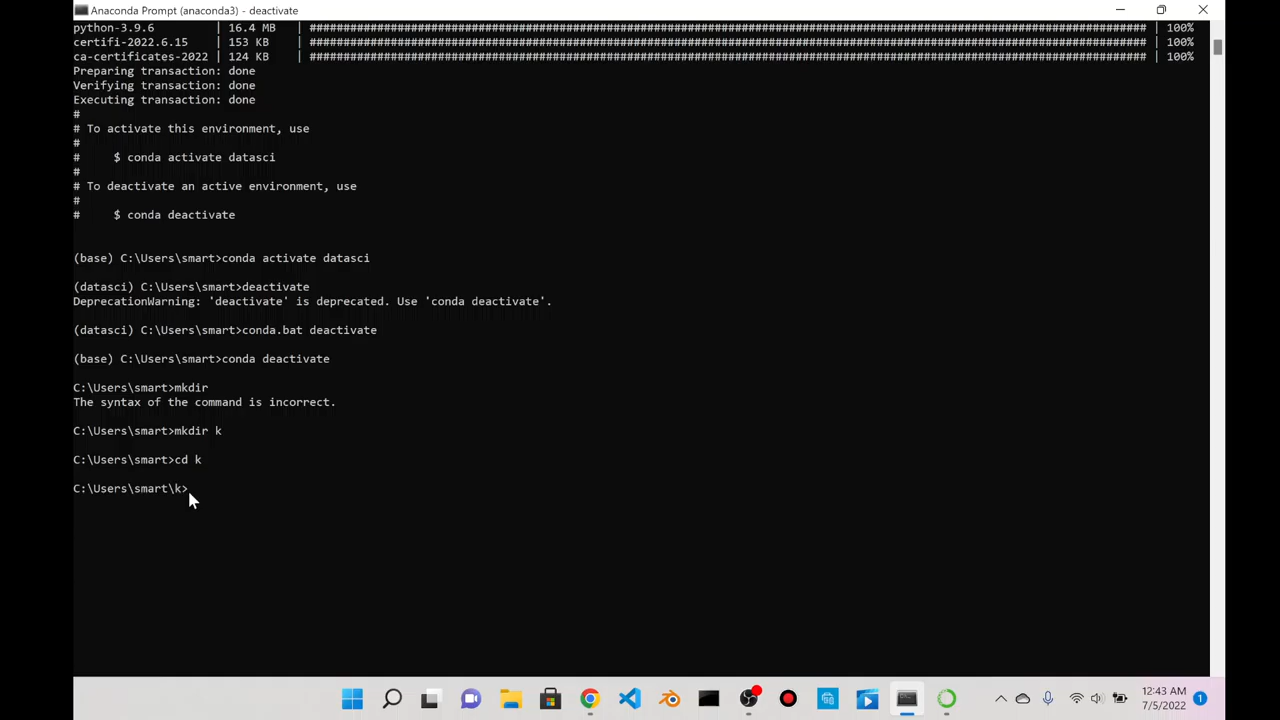 Anaconda Prompt (anaconda3) - deactivate
python-3.9.6 | 16.4 MB | ############################################################################################################################ | 100%
certifi-2022.6.15 | 153 KB | ############################################################################################################################ | 100%
ca-certificates-2022 | 124 KB | ############################################################################################################################ | 100%
Preparing transaction: done
Verifying transaction: done
Executing transaction: done
#
# To activate this environment, use
#
# $ conda activate datasci
#
# To deactivate an active environment, use
#
# $ conda deactivate
(base) C:\Users\smart>conda activate datasci
(datasci) C:\Users\smart>deactivate
DeprecationWarning: 'deactivate' is deprecated. Use 'conda deactivate'.
(datasci) C:\Users\smart>conda.bat deactivate
(base) C:\Users\smart>conda deactivate
C:\Users\smart>mkdir
The syntax of the command is incorrect.
C:\Users\smart>mkdir k
C:\Users\smart>cd k
C:\Users\smart\k>
12:43 AM
7/5/2022
1